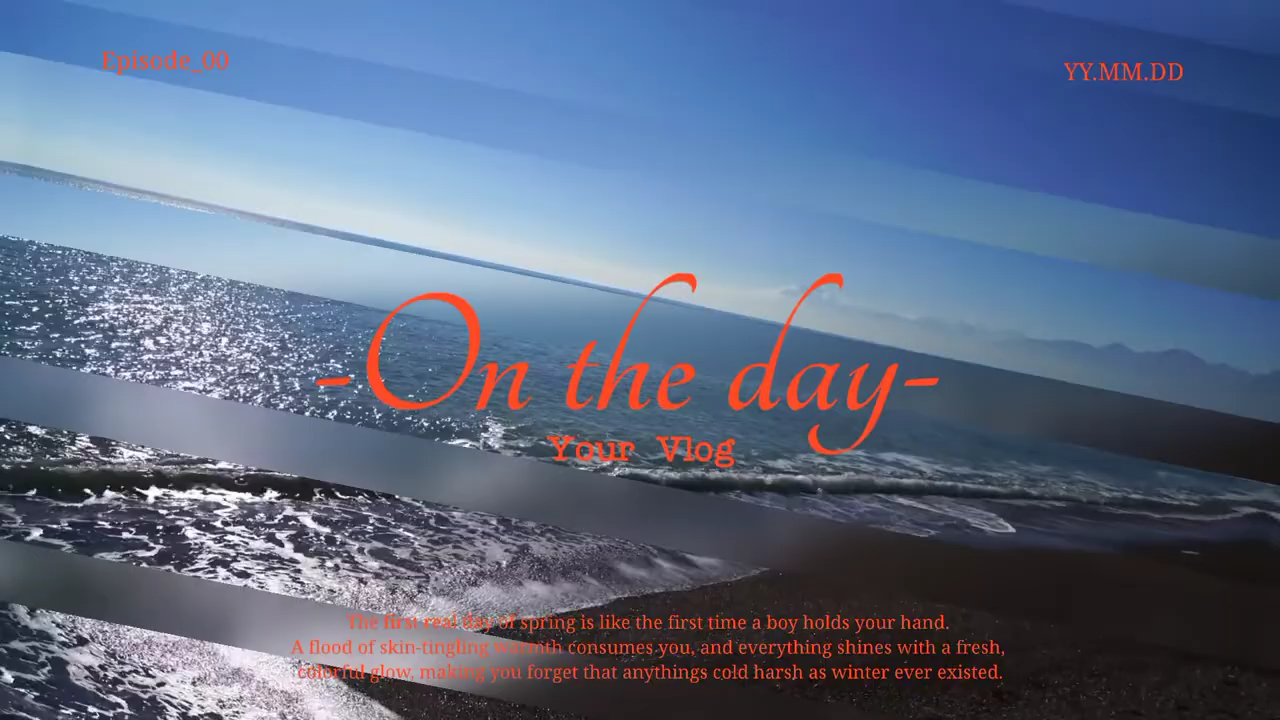 Episode_00
YY.MM.DD
-On the day-
Your Vlog
The first real day of spring is like the first time a boy holds your hand.
A flood of skin-tingling warmth consumes you, and everything shines with a fresh,
colorful glow, making you forget that anythings cold harsh as winter ever existed.